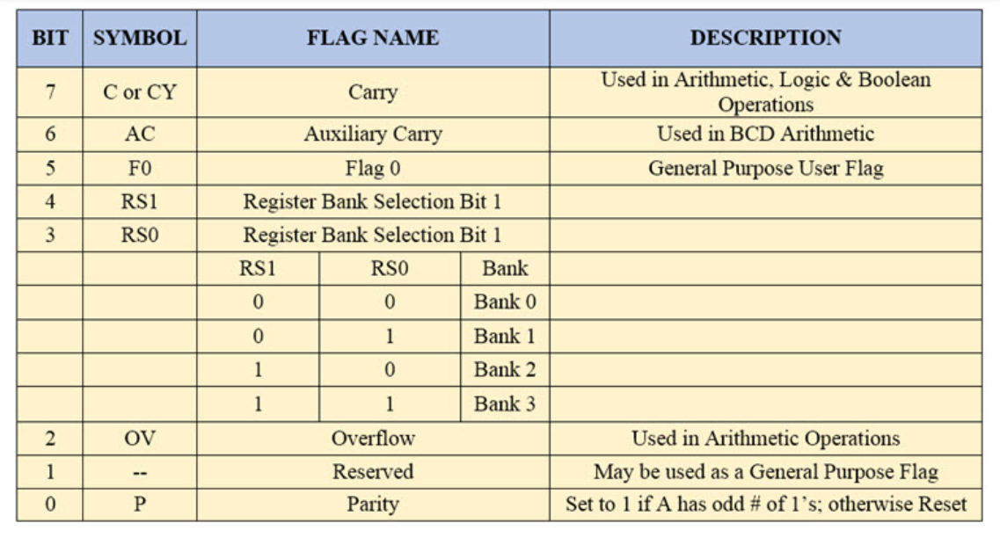 BIT SYMBOL FLAG NAME DESCRIPTION
7 C or CY Carry Used in Arithmetic, Logic & Boolean
Operations
6 AC Auxiliary Carry Used in BCD Arithmetic
5 F0 Flag 0 General Purpose User Flag
4 RS1 Register Bank Selection Bit 1
3 RS0 Register Bank Selection Bit 1
RS1 RS0 Bank
0 0 Bank 0
0 1 Bank 1
1 0 Bank 2
1 1 Bank 3
2 OV Overflow Used in Arithmetic Operations
1 -- Reserved May be used as a General Purpose Flag
0 P Parity Set to 1 if A has odd # of 1’s; otherwise Reset